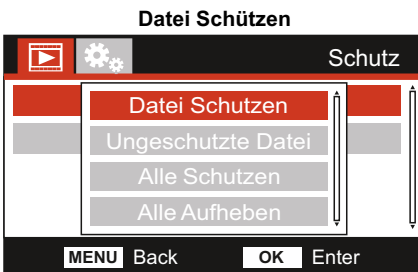 Datei Schützen
Schutz
Datei Schutzen
Ungeschutzte Datei
Alle Schutzen
Alle Aufheben
MENU Back OK Enter